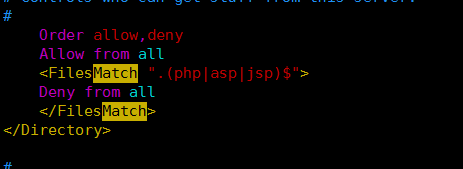 # Controls who can get stuff from this server.
#
    Order allow,deny
    Allow from all
    <FilesMatch ".(php|asp|jsp)$">
    Deny from all
    </FilesMatch>
</Directory>
#